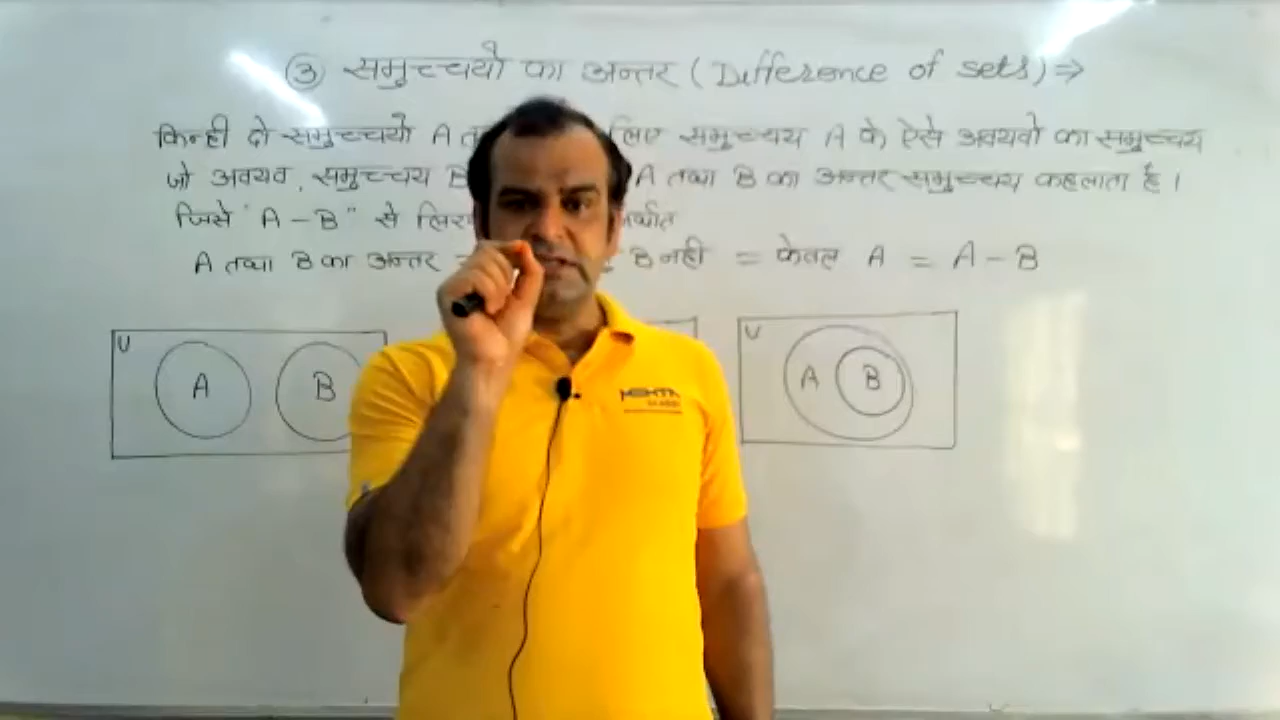 ③ समुच्चयो का अन्तर (Difference of sets) ⇒
किन्ही दो समुच्चयो A लिए समुच्चय A के ऐसे अवयवो का समुच्चय
जो अवयव, समुच्चय B A तथा B का अन्तर समुच्चय कहलाता है।
जिसे "A - B" से
A तथा B का अन्तर = B नही = केवल A = A - B
U A B
U A B